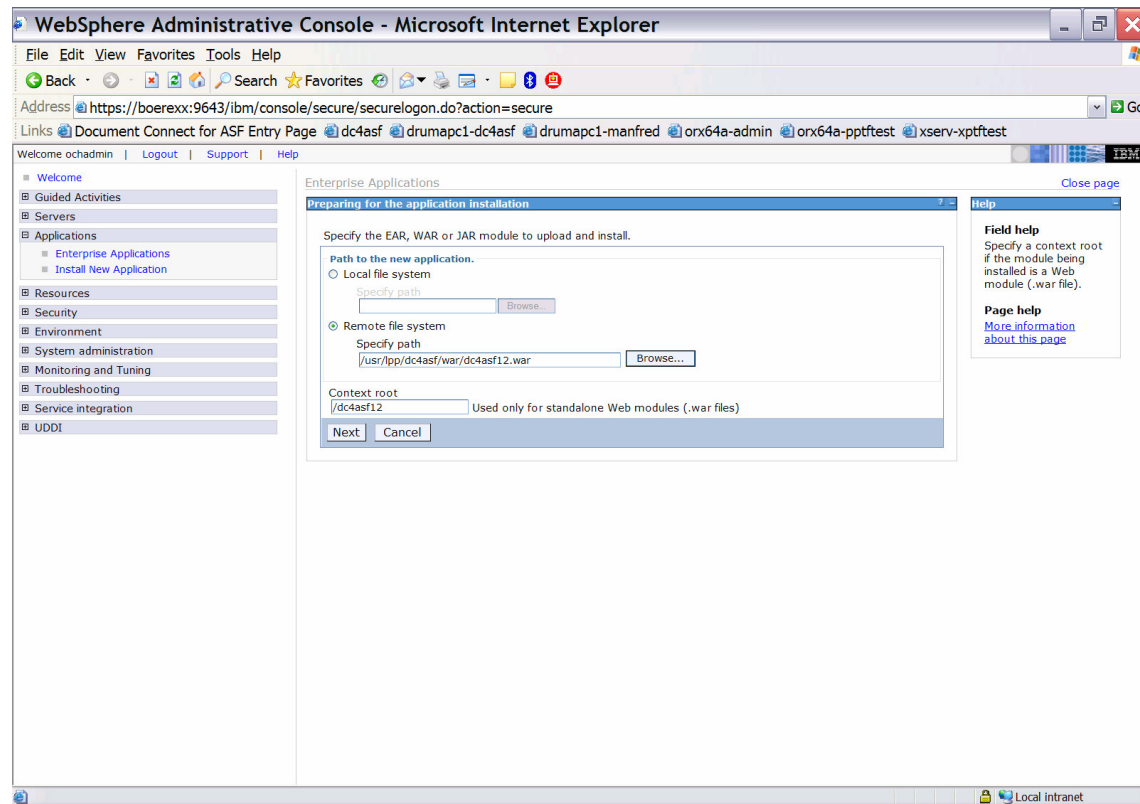 WebSphere Administrative Console - Microsoft Internet Explorer
File Edit View Favorites Tools Help
Back Search Favorites
Address https://boerexx:9643/ibm/console/secure/securelogon.do?action=secure Go
Links Document Connect for ASF Entry Page dc4asf drumapc1-dc4asf drumapc1-manfred orx64a-admin orx64a-pptftest xserv-xptftest
Welcome ochadmin | Logout | Support | Help IBM
Welcome
Guided Activities
Servers
Applications
Enterprise Applications
Install New Application
Resources
Security
Environment
System administration
Monitoring and Tuning
Troubleshooting
Service integration
UDDI
Enterprise Applications Close page
Preparing for the application installation ? -
Specify the EAR, WAR or JAR module to upload and install.
Path to the new application.
Local file system
Specify path
Browse...
Remote file system
Specify path
/usr/lpp/dc4asf/war/dc4asf12.war Browse...
Context root
/dc4asf12 Used only for standalone Web modules (.war files)
Next Cancel
Help -
Field help
Specify a context root
if the module being
installed is a Web
module (.war file).
Page help
More information
about this page
Local intranet